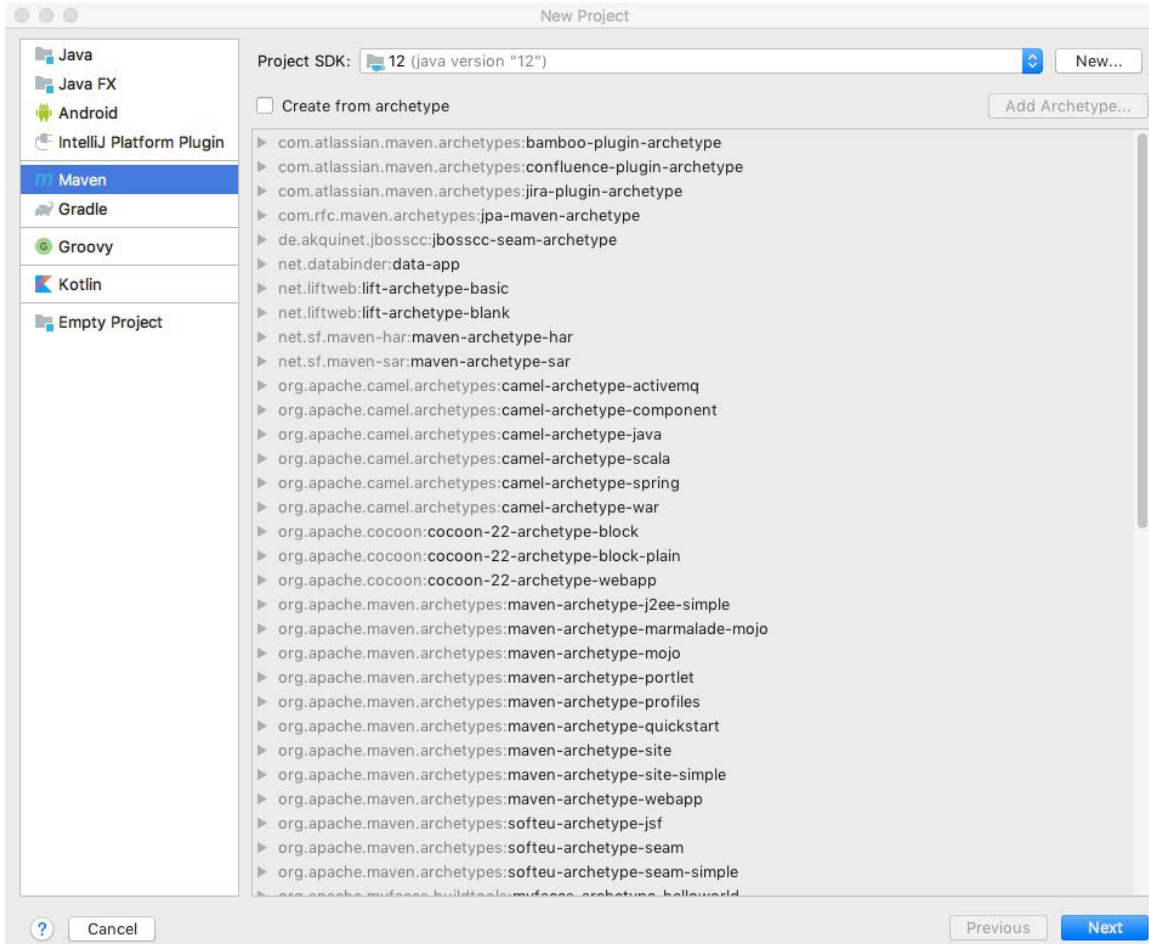 New Project
Java
Java FX
Android
IntelliJ Platform Plugin
Maven
Gradle
Groovy
Kotlin
Empty Project
Project SDK: 12 (java version "12") New...
Create from archetype Add Archetype...
com.atlassian.maven.archetypes:bamboo-plugin-archetype
com.atlassian.maven.archetypes:confluence-plugin-archetype
com.atlassian.maven.archetypes:jira-plugin-archetype
com.rfc.maven.archetypes:jpa-maven-archetype
de.akquinet.jbosscc:jbosscc-seam-archetype
net.databinder:data-app
net.liftweb:lift-archetype-basic
net.liftweb:lift-archetype-blank
net.sf.maven-har:maven-archetype-har
net.sf.maven-sar:maven-archetype-sar
org.apache.camel.archetypes:camel-archetype-activemq
org.apache.camel.archetypes:camel-archetype-component
org.apache.camel.archetypes:camel-archetype-java
org.apache.camel.archetypes:camel-archetype-scala
org.apache.camel.archetypes:camel-archetype-spring
org.apache.camel.archetypes:camel-archetype-war
org.apache.cocoon:cocoon-22-archetype-block
org.apache.cocoon:cocoon-22-archetype-block-plain
org.apache.cocoon:cocoon-22-archetype-webapp
org.apache.maven.archetypes:maven-archetype-j2ee-simple
org.apache.maven.archetypes:maven-archetype-marmalade-mojo
org.apache.maven.archetypes:maven-archetype-mojo
org.apache.maven.archetypes:maven-archetype-portlet
org.apache.maven.archetypes:maven-archetype-profiles
org.apache.maven.archetypes:maven-archetype-quickstart
org.apache.maven.archetypes:maven-archetype-site
org.apache.maven.archetypes:maven-archetype-site-simple
org.apache.maven.archetypes:maven-archetype-webapp
org.apache.maven.archetypes:softeu-archetype-jsf
org.apache.maven.archetypes:softeu-archetype-seam
org.apache.maven.archetypes:softeu-archetype-seam-simple
? Cancel Previous Next